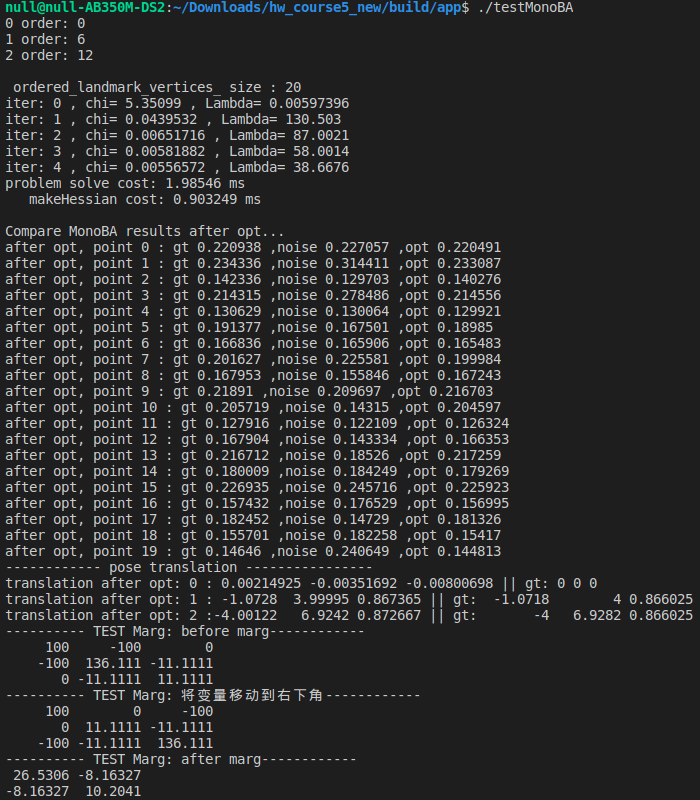 null@null-AB350M-DS2:~/Downloads/hw_course5_new/build/app$ ./testMonoBA
0 order: 0
1 order: 6
2 order: 12
ordered_landmark_vertices_ size : 20
iter: 0 , chi= 5.35099 , Lambda= 0.00597396
iter: 1 , chi= 0.0439532 , Lambda= 130.503
iter: 2 , chi= 0.00651716 , Lambda= 87.0021
iter: 3 , chi= 0.00581882 , Lambda= 58.0014
iter: 4 , chi= 0.00556572 , Lambda= 38.6676
problem solve cost: 1.98546 ms
   makeHessian cost: 0.903249 ms
Compare MonoBA results after opt...
after opt, point 0 : gt 0.220938 ,noise 0.227057 ,opt 0.220491
after opt, point 1 : gt 0.234336 ,noise 0.314411 ,opt 0.233087
after opt, point 2 : gt 0.142336 ,noise 0.129703 ,opt 0.140276
after opt, point 3 : gt 0.214315 ,noise 0.278486 ,opt 0.214556
after opt, point 4 : gt 0.130629 ,noise 0.130064 ,opt 0.129921
after opt, point 5 : gt 0.191377 ,noise 0.167501 ,opt 0.18985
after opt, point 6 : gt 0.166836 ,noise 0.165906 ,opt 0.165483
after opt, point 7 : gt 0.201627 ,noise 0.225581 ,opt 0.199984
after opt, point 8 : gt 0.167953 ,noise 0.155846 ,opt 0.167243
after opt, point 9 : gt 0.21891 ,noise 0.209697 ,opt 0.216703
after opt, point 10 : gt 0.205719 ,noise 0.14315 ,opt 0.204597
after opt, point 11 : gt 0.127916 ,noise 0.122109 ,opt 0.126324
after opt, point 12 : gt 0.167904 ,noise 0.143334 ,opt 0.166353
after opt, point 13 : gt 0.216712 ,noise 0.18526 ,opt 0.217259
after opt, point 14 : gt 0.180009 ,noise 0.184249 ,opt 0.179269
after opt, point 15 : gt 0.226935 ,noise 0.245716 ,opt 0.225923
after opt, point 16 : gt 0.157432 ,noise 0.176529 ,opt 0.156995
after opt, point 17 : gt 0.182452 ,noise 0.14729 ,opt 0.181326
after opt, point 18 : gt 0.155701 ,noise 0.182258 ,opt 0.15417
after opt, point 19 : gt 0.14646 ,noise 0.240649 ,opt 0.144813
------------ pose translation ----------------
translation after opt: 0 : 0.00214925 -0.00351692 -0.00800698 || gt: 0 0 0
translation after opt: 1 : -1.0728  3.99995 0.867365 || gt:  -1.0718        4 0.866025
translation after opt: 2 :-4.00122   6.9242 0.872667 || gt:       -4   6.9282 0.866025
---------- TEST Marg: before marg------------
     100     -100        0
    -100  136.111 -11.1111
       0 -11.1111  11.1111
---------- TEST Marg: 将变量移动到右下角------------
     100        0     -100
       0  11.1111 -11.1111
    -100 -11.1111  136.111
---------- TEST Marg: after marg------------
 26.5306 -8.16327
-8.16327  10.2041